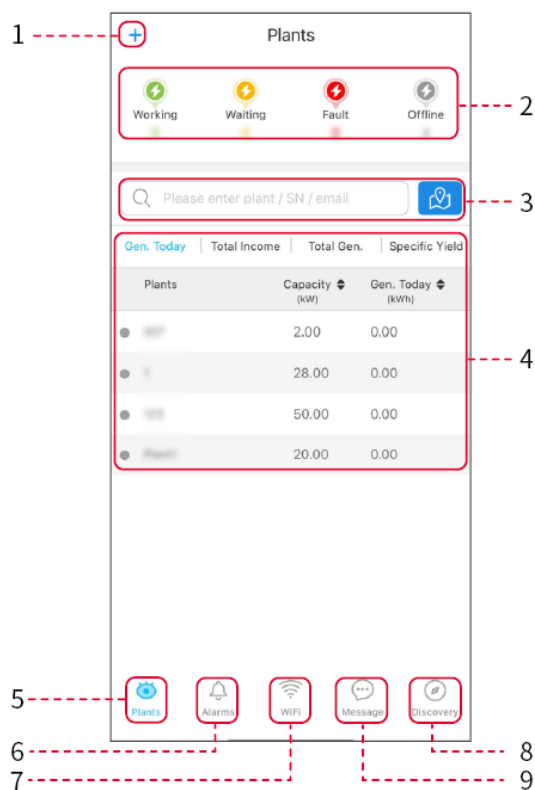 1
+
Plants
Working Waiting Fault Offline
2
Please enter plant / SN / email
3
Gen. Today | Total Income | Total Gen. | Specific Yield
Plants Capacity (kW) Gen. Today (kWh)
2.00 0.00
28.00 0.00
4
50.00 0.00
20.00 0.00
5
Plants Alarms WiFi Message Discovery
6 8
7 9